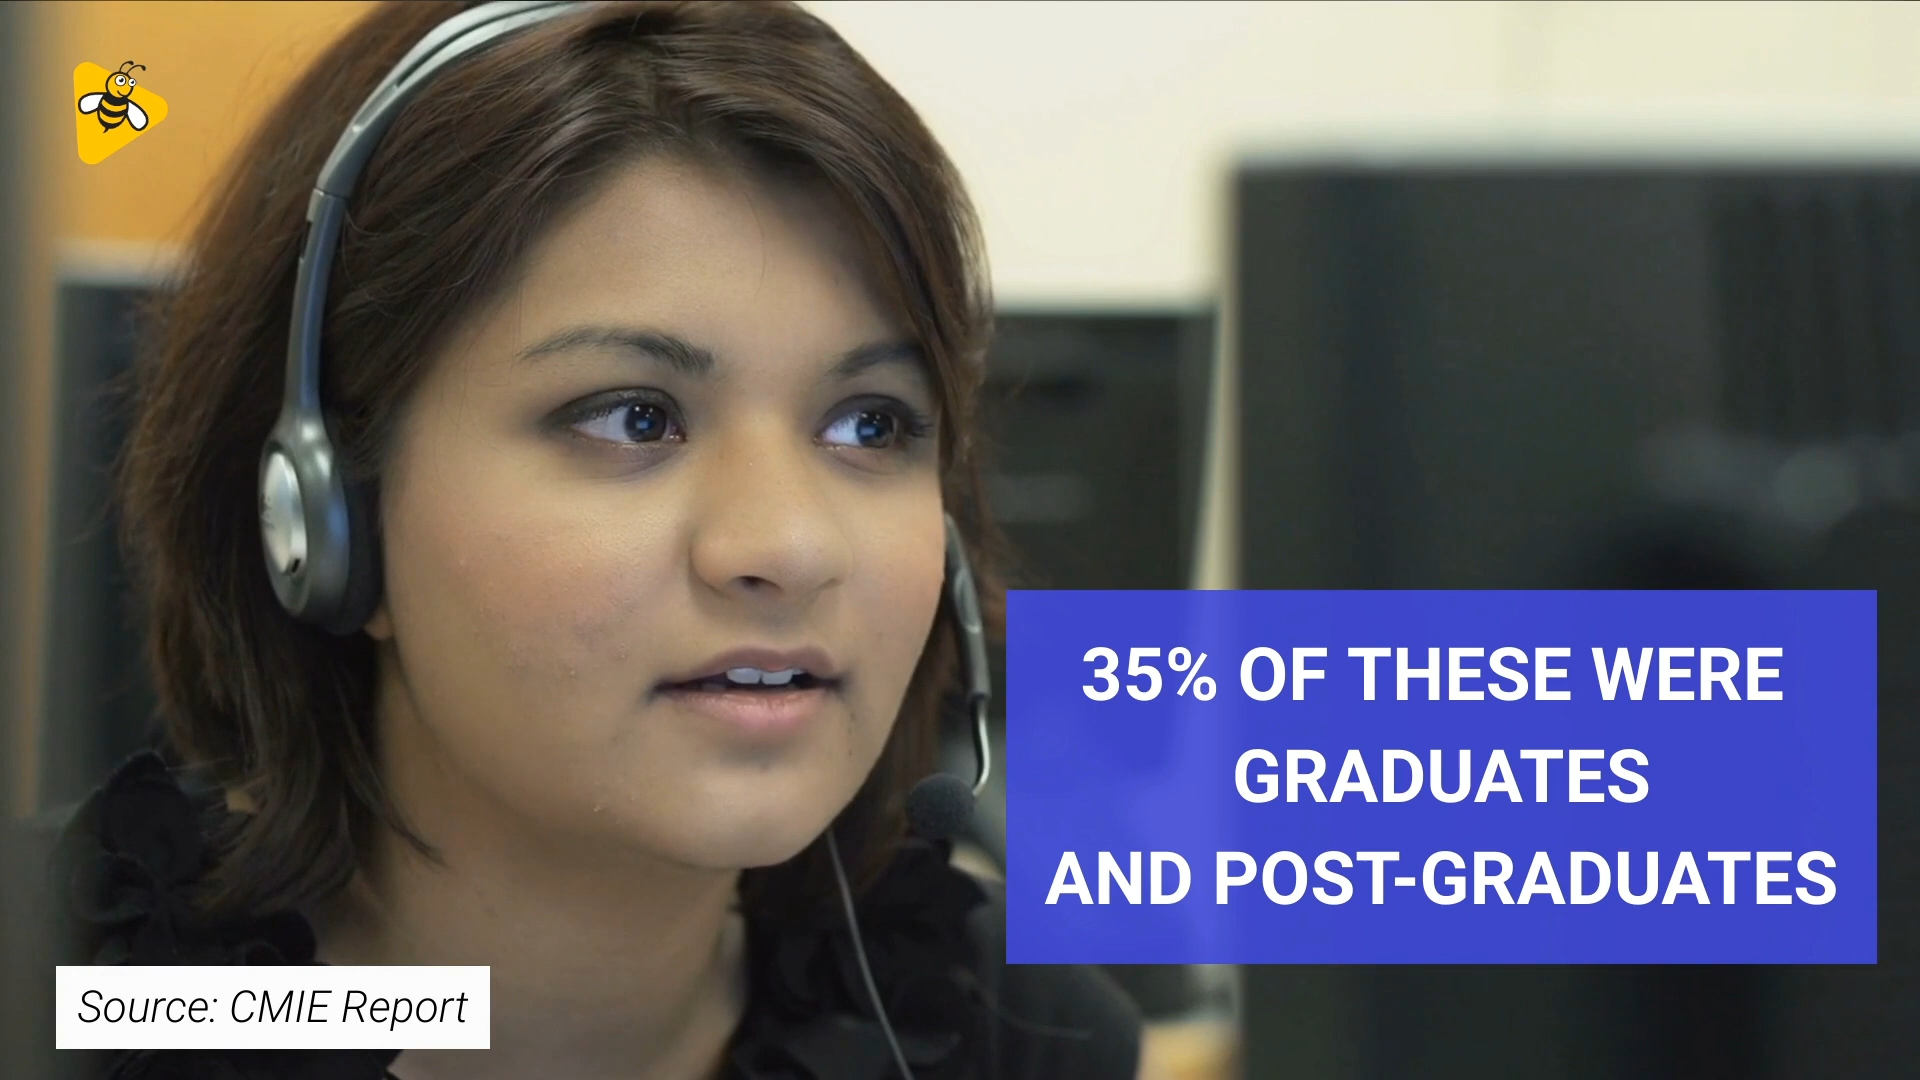 35% OF THESE WERE
GRADUATES
AND POST-GRADUATES
Source: CMIE Report